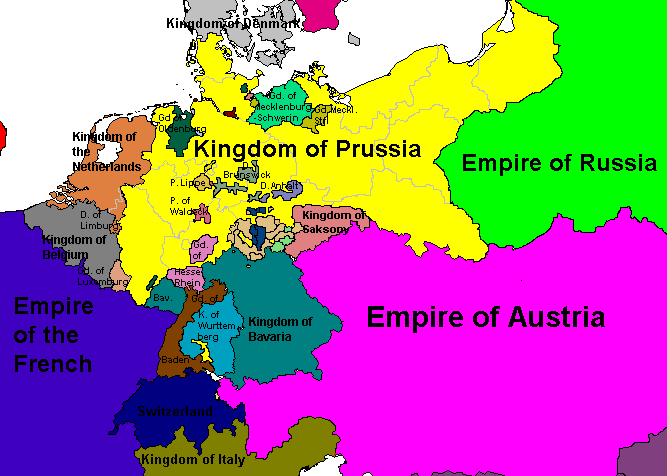 Kingdom of Denmark
Gd. of
Mecklenburg
-Schwerin
Gd. Meckl.
Str.
Gd. of
Oldenburg
Kingdom of
the
Netherlands
Kingdom of Prussia
Empire of Russia
Brunswick
P. Lippe
D. Anhalt
P. of
Waldeck
D. of
Limburg
Kingdom of
Belgium
Kingdom of
Saksony
Gd.
of
Hesse-
Rhein
Gd. of
Luxemburg
Empire
of the
French
Bav.
Gd. of
Baden
K. of
Wurttem
berg
Kingdom of
Bavaria
Empire of Austria
Switzerland
Kingdom of Italy